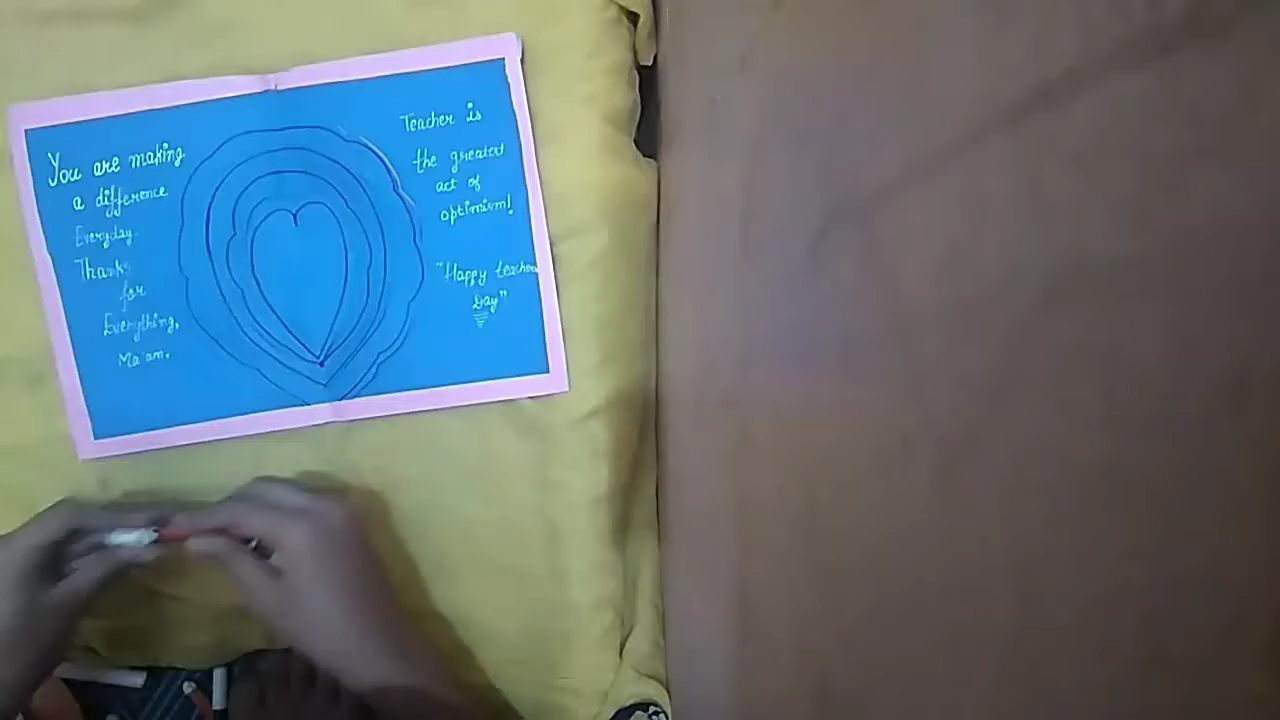 You are making
a difference
Everyday.
Thanks
for
Everything,
Ma'am.
Teacher is
the greatest
act of
optimism!
"Happy teachers
Day"